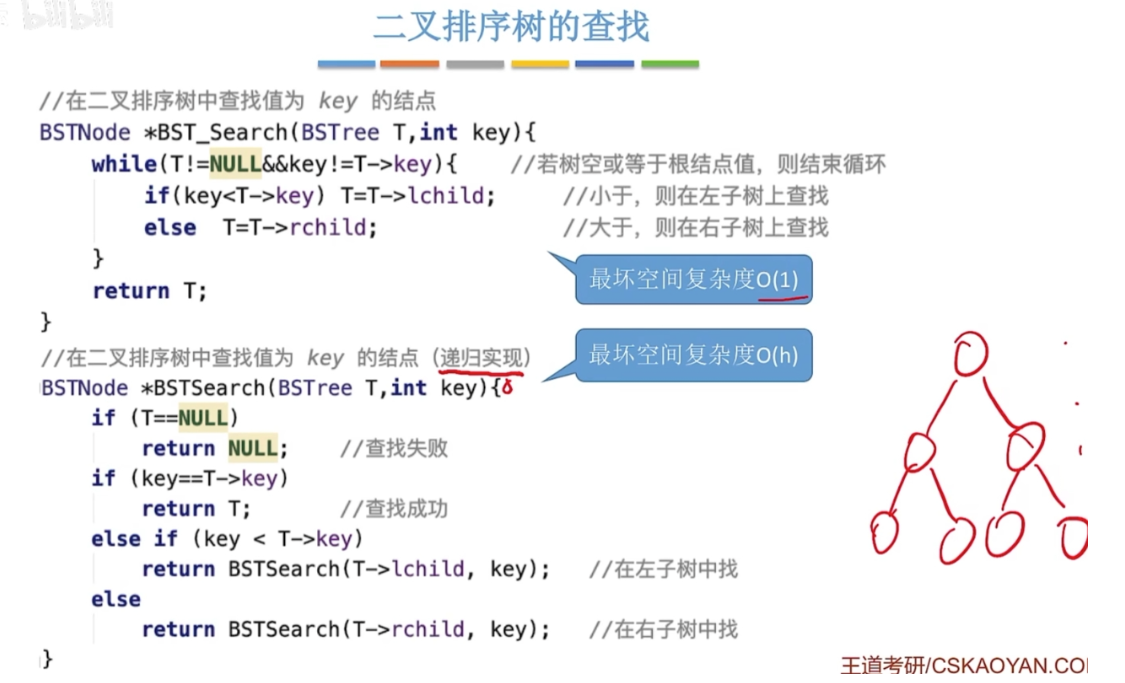 bilibili
二叉排序树的查找
//在二叉排序树中查找值为 key 的结点
BSTNode *BST_Search(BSTree T,int key){
while(T!=NULL&&key!=T->key){ //若树空或等于根结点值，则结束循环
if(key<T->key) T=T->lchild; //小于，则在左子树上查找
else T=T->rchild; //大于，则在右子树上查找
}
最坏空间复杂度O(1)
return T;
}
//在二叉排序树中查找值为 key 的结点（递归实现）
最坏空间复杂度O(h)
BSTNode *BSTSearch(BSTree T,int key){
if (T==NULL)
return NULL; //查找失败
if (key==T->key)
return T; //查找成功
else if (key < T->key)
return BSTSearch(T->lchild, key); //在左子树中找
else
return BSTSearch(T->rchild, key); //在右子树中找
}
王道考研/CSKAOYAN.CO